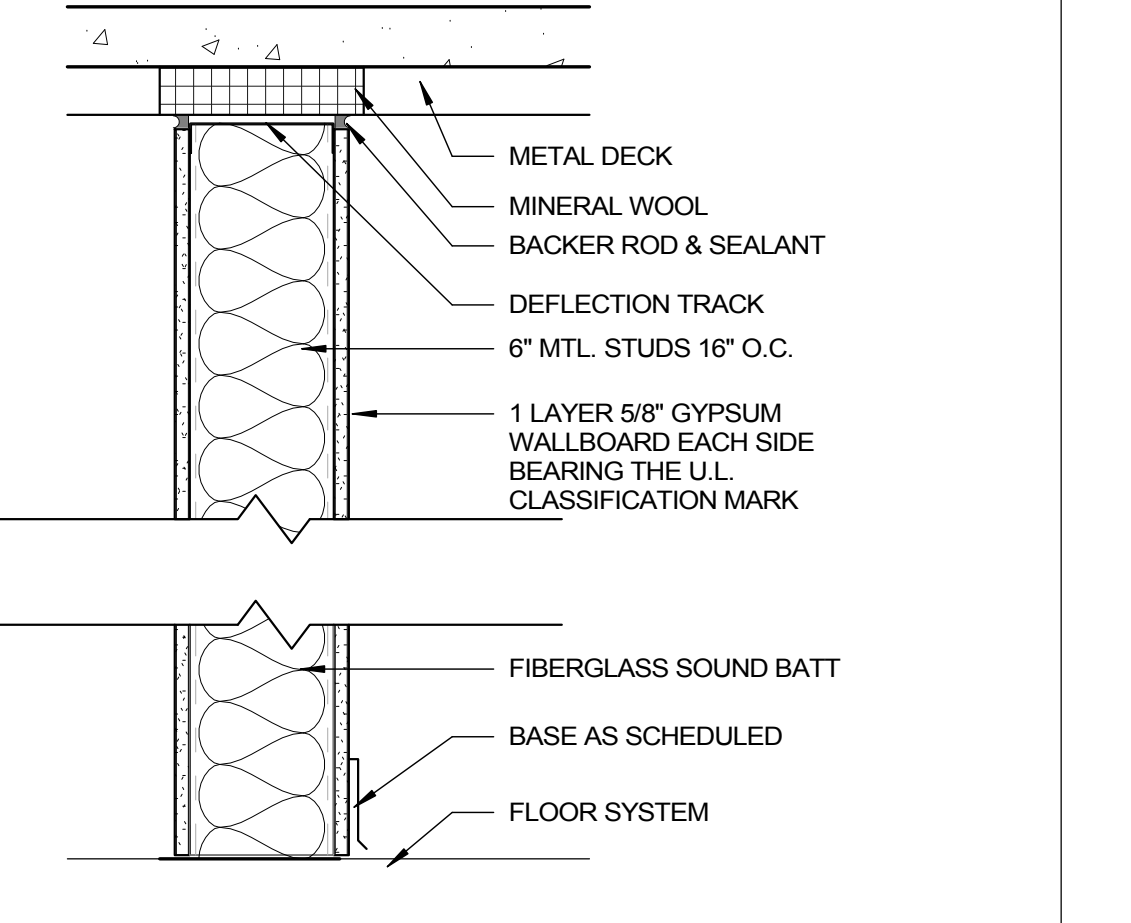 METAL DECK
MINERAL WOOL
BACKER ROD & SEALANT
DEFLECTION TRACK
6" MTL. STUDS 16" O.C.
1 LAYER 5/8" GYPSUM
WALLBOARD EACH SIDE
BEARING THE U.L.
CLASSIFICATION MARK
FIBERGLASS SOUND BATT
BASE AS SCHEDULED
FLOOR SYSTEM